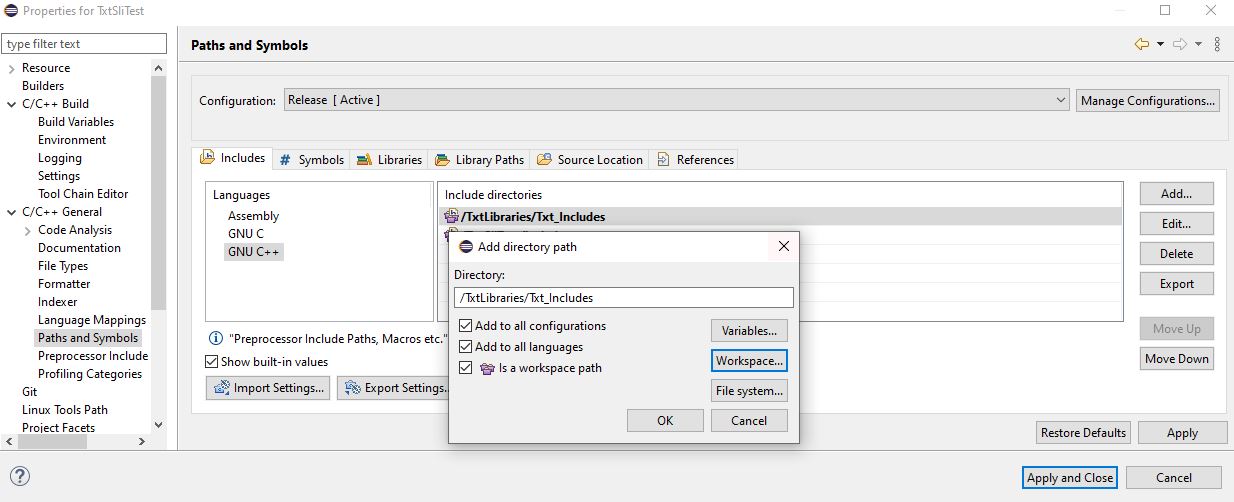 Properties for TxtSliTest
type filter text
Resource
Builders
C/C++ Build
Build Variables
Environment
Logging
Settings
Tool Chain Editor
C/C++ General
Code Analysis
Documentation
File Types
Formatter
Indexer
Language Mappings
Paths and Symbols
Preprocessor Include
Profiling Categories
Git
Linux Tools Path
Project Facets
Paths and Symbols
Configuration:
Release [ Active ]
Manage Configurations...
Includes
# Symbols
Libraries
Library Paths
Source Location
References
Languages
Assembly
GNU C
GNU C++
Include directories
/TxtLibraries/Txt_Includes
Add...
Edit...
Delete
Export
Move Up
Move Down
"Preprocessor Include Paths, Macros etc."
Show built-in values
Import Settings...
Export Settings...
Add directory path
Directory:
/TxtLibraries/Txt_Includes
Add to all configurations
Add to all languages
Is a workspace path
Variables...
Workspace...
File system...
OK
Cancel
Restore Defaults
Apply
?
Apply and Close
Cancel